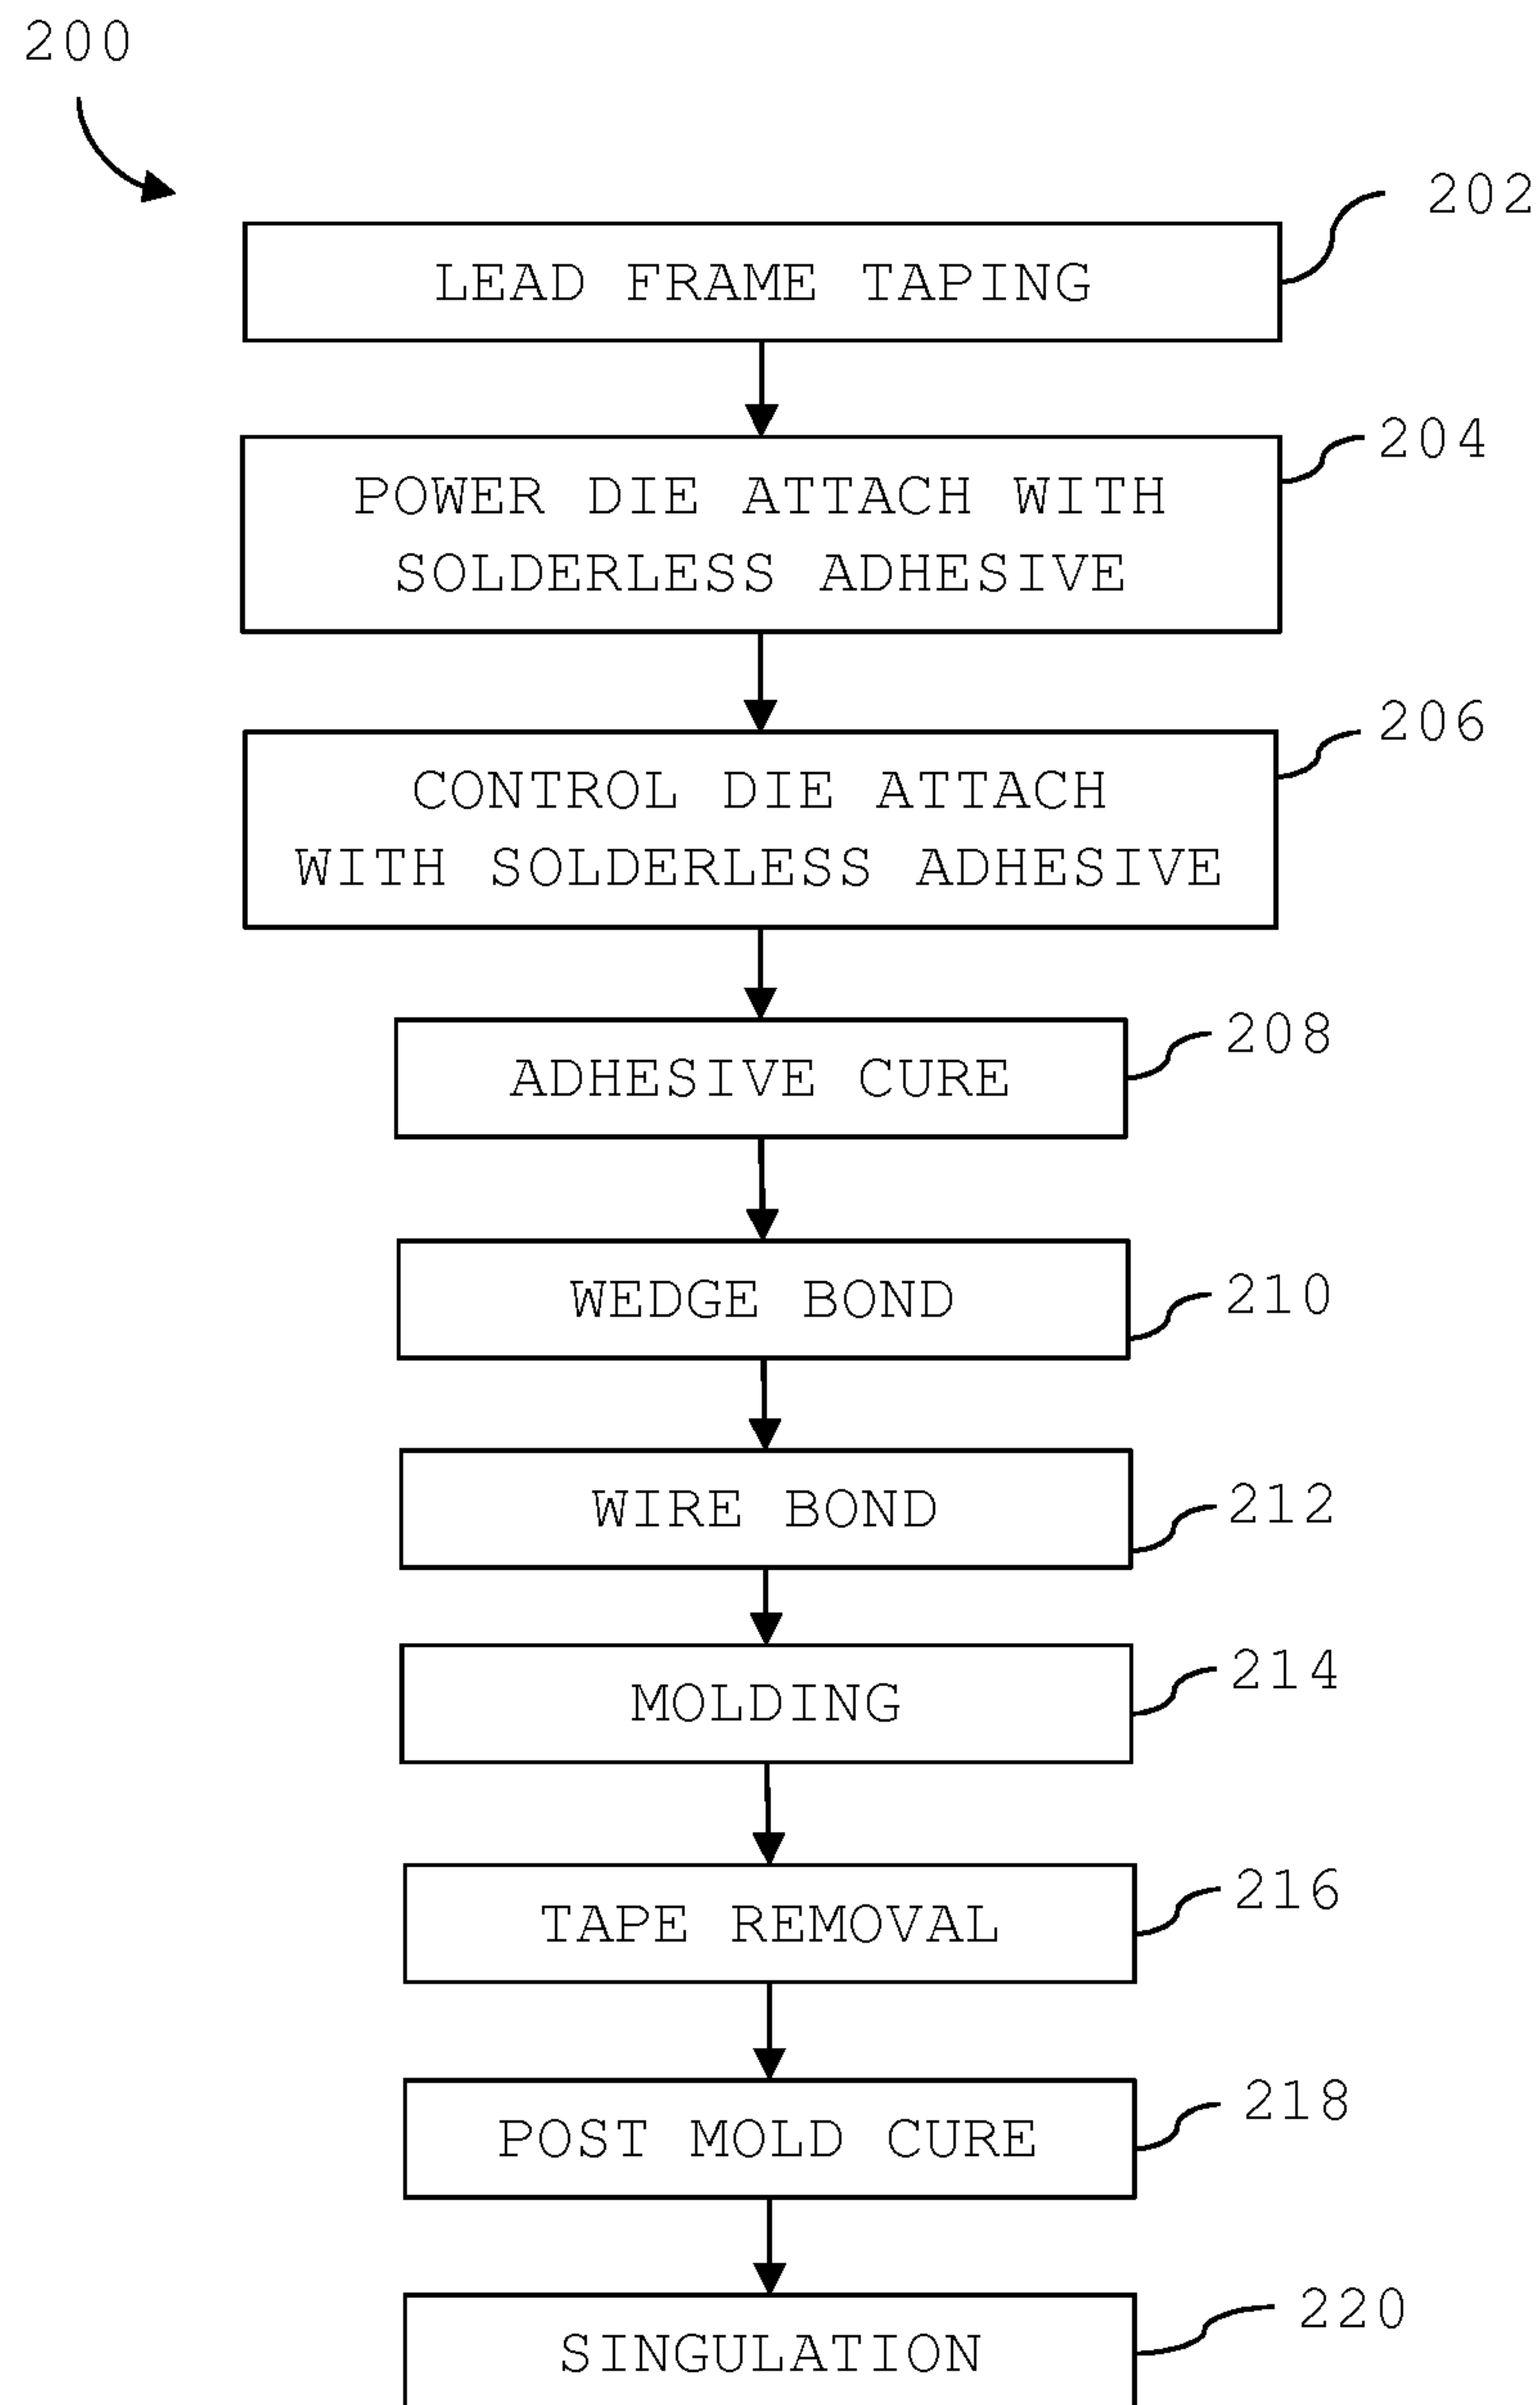 200
202
LEAD FRAME TAPING
204
POWER DIE ATTACH WITH
SOLDERLESS ADHESIVE
206
CONTROL DIE ATTACH
WITH SOLDERLESS ADHESIVE
208
ADHESIVE CURE
210
WEDGE BOND
212
WIRE BOND
214
MOLDING
216
TAPE REMOVAL
218
POST MOLD CURE
220
SINGULATION